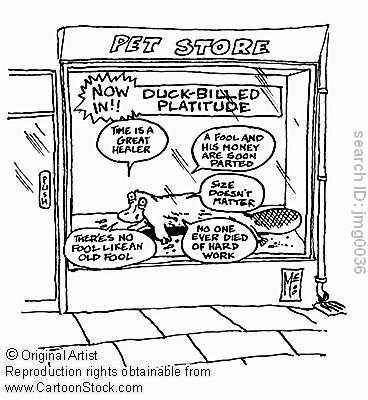 PET STORE
NOW
IN!!
DUCK-BILLED
PLATITUDE
TIME IS A
GREAT
HEALER
A FOOL AND
HIS MONEY
ARE SOON
PARTED
SIZE
DOESN'T
MATTER
THERE'S NO
FOOL LIKE AN
OLD FOOL
NO ONE
EVER DIED
OF HARD
WORK
PUSH
© Original Artist
Reproduction rights obtainable from
www.CartoonStock.com
search ID: jmg0036